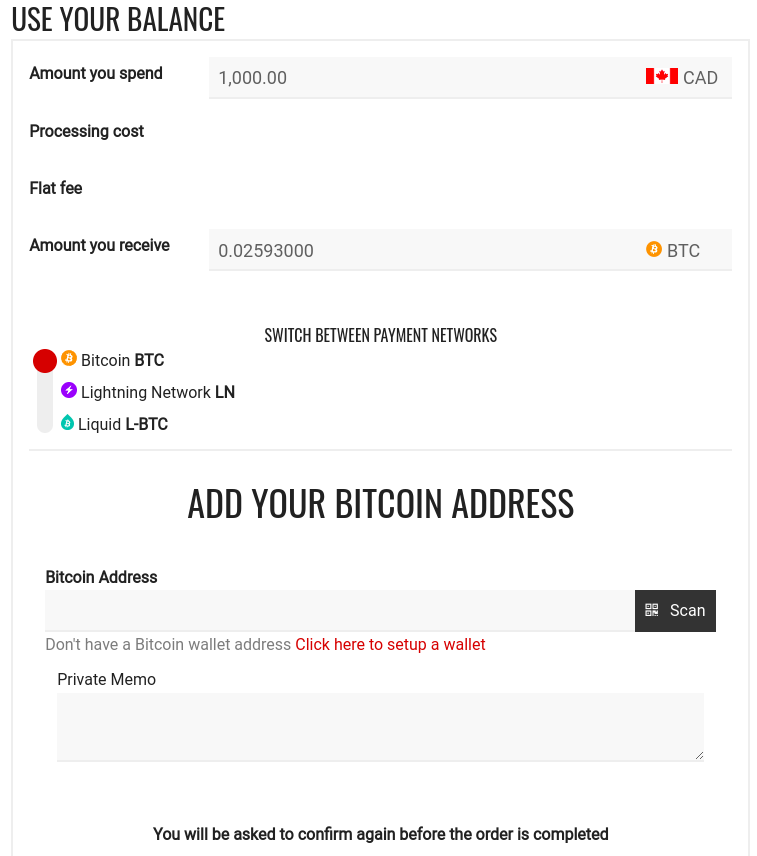 USE YOUR BALANCE
Amount you spend 1,000.00 CAD
Processing cost
Flat fee
Amount you receive 0.02593000 BTC
SWITCH BETWEEN PAYMENT NETWORKS
Bitcoin BTC
Lightning Network LN
Liquid L-BTC
ADD YOUR BITCOIN ADDRESS
Bitcoin Address
Scan
Don't have a Bitcoin wallet address Click here to setup a wallet
Private Memo
You will be asked to confirm again before the order is completed